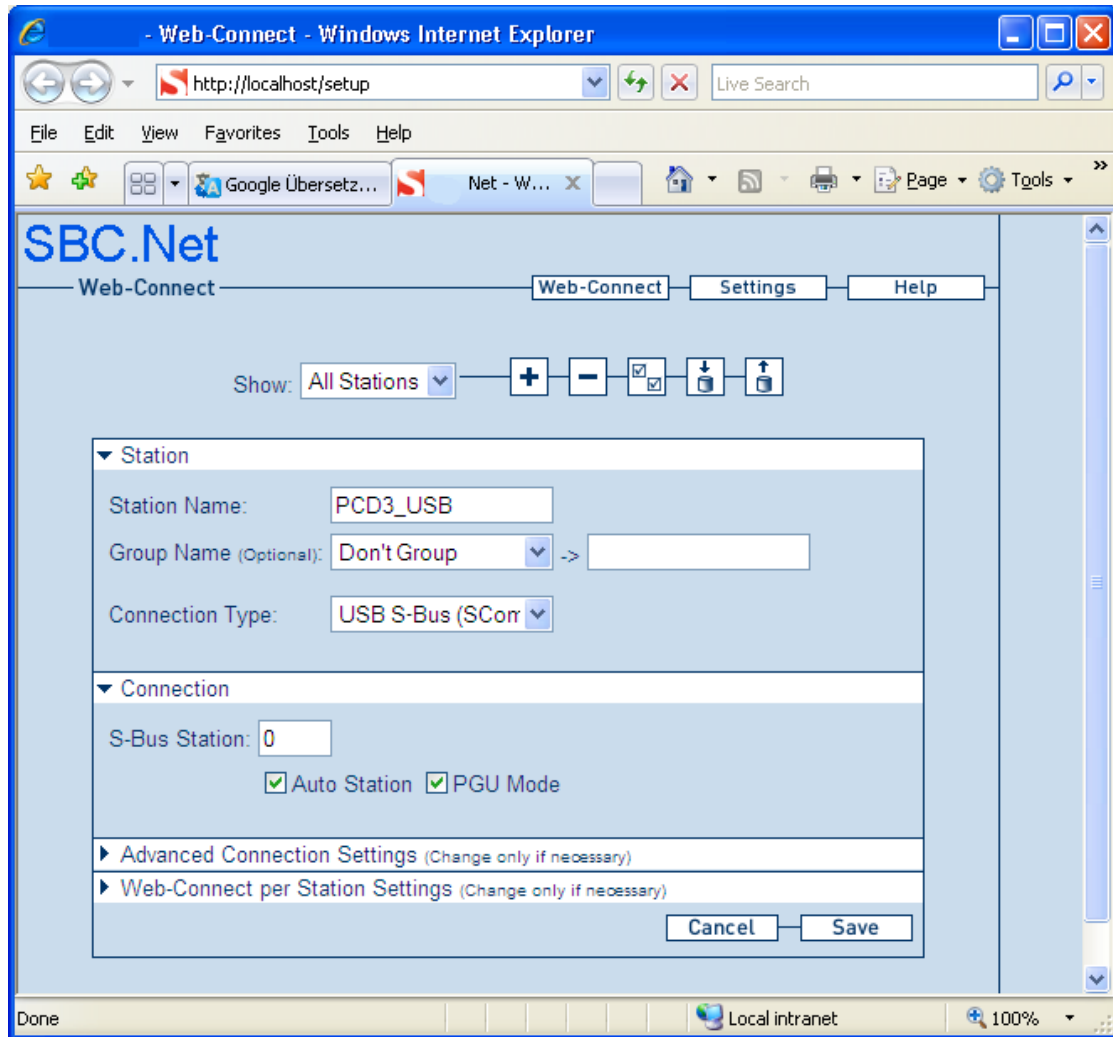 - Web-Connect - Windows Internet Explorer
http://localhost/setup
Live Search
File Edit View Favorites Tools Help
Google Übersetz... Net - W... Page Tools
SBC.Net
Web-Connect Web-Connect Settings Help
Show: All Stations
Station
Station Name: PCD3_USB
Group Name (Optional): Don't Group ->
Connection Type: USB S-Bus (SCom
Connection
S-Bus Station: 0
Auto Station PGU Mode
Advanced Connection Settings (Change only if necessary)
Web-Connect per Station Settings (Change only if necessary)
Cancel Save
Done Local intranet 100%